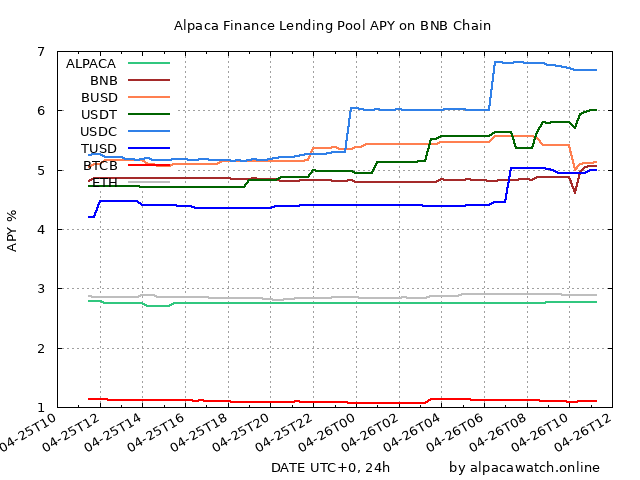 Alpaca Finance Lending Pool APY on BNB Chain
7
6
5
4
3
2
1
APY %
ALPACA
BNB
BUSD
USDT
USDC
TUSD
BTCB
ETH
04-25T10
04-25T12
04-25T14
04-25T16
04-25T18
04-25T20
04-25T22
04-26T00
04-26T02
04-26T04
04-26T06
04-26T08
04-26T10
04-26T12
DATE UTC+0, 24h
by alpacawatch.online